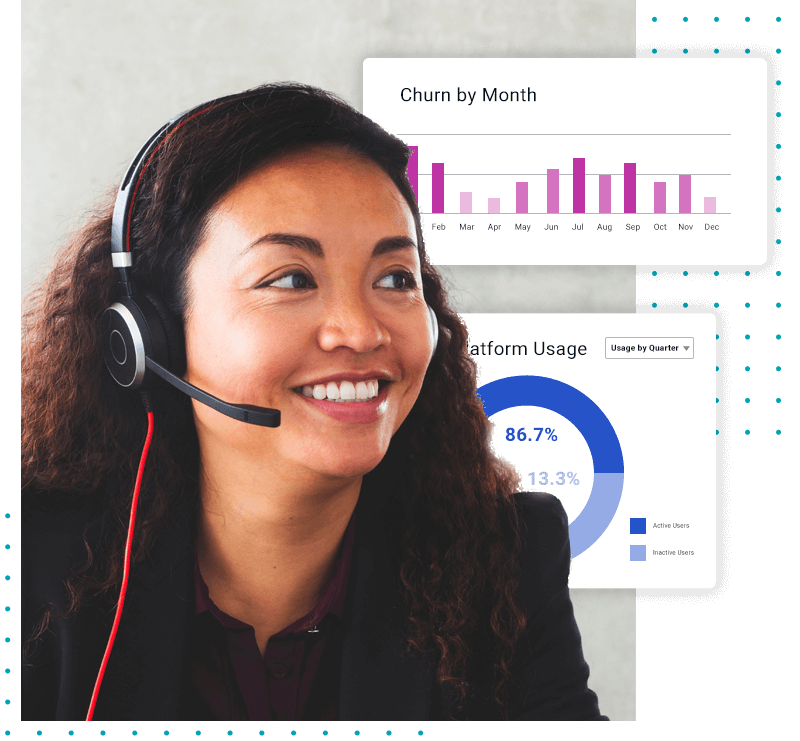 Churn by Month
Feb Mar Apr May Jun Jul Aug Sep Oct Nov Dec
atform Usage
Usage by Quarter
86.7%
13.3%
Active Users
Inactive Users